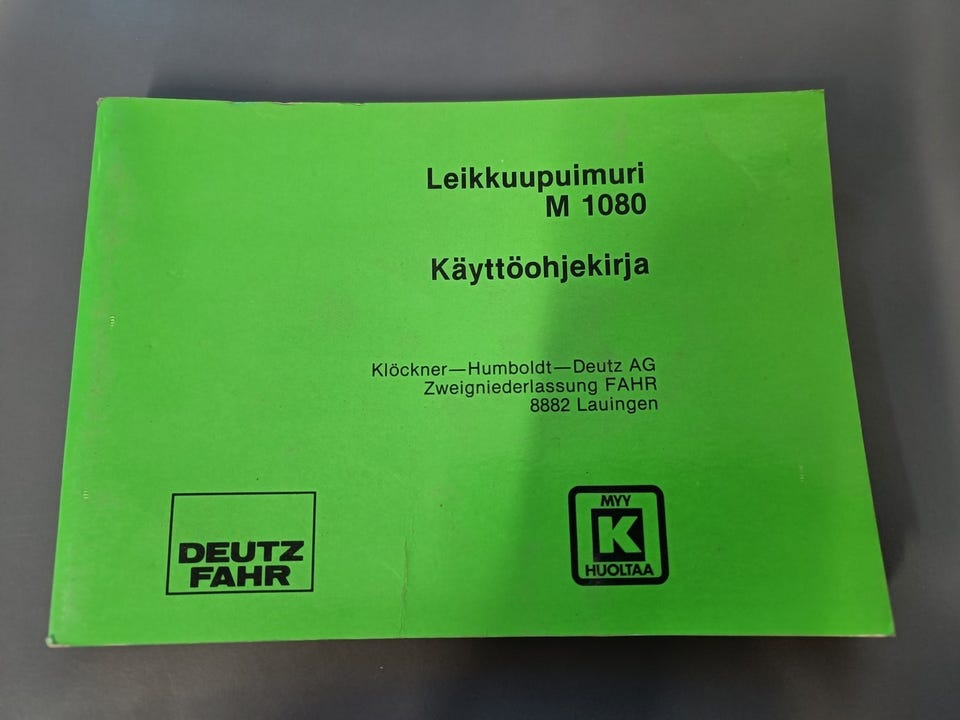 Leikkuupuimuri
M 1080
Käyttöohjekirja
Klöckner—Humboldt—Deutz AG
Zweigniederlassung FAHR
8882 Lauingen
DEUTZ
FAHR
MYY
K
HUOLTAA